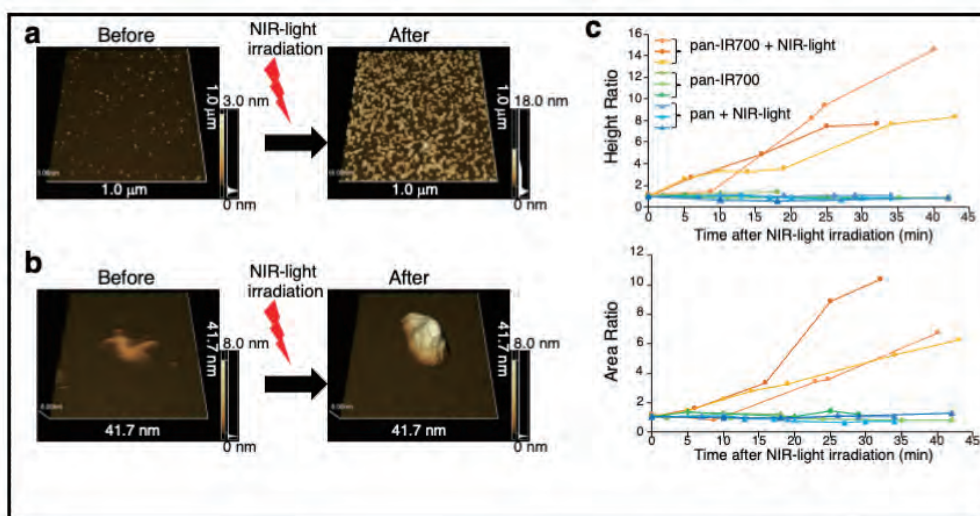 a
Before
NIR-light
irradiation
After
1.0 μm
3.0 nm
0 nm
1.0 μm
1.0 μm
18.0 nm
0 nm
1.0 μm
b
Before
NIR-light
irradiation
After
41.7 nm
8.0 nm
0 nm
41.7 nm
41.7 nm
8.0 nm
0 nm
41.7 nm
c
Height Ratio
16
14
12
10
8
6
4
2
0
pan-IR700 + NIR-light
pan-IR700
pan + NIR-light
0 5 10 15 20 25 30 35 40 45
Time after NIR-light irradiation (min)
Area Ratio
12
10
8
6
4
2
0
0 5 10 15 20 25 30 35 40 45
Time after NIR-light irradiation (min)